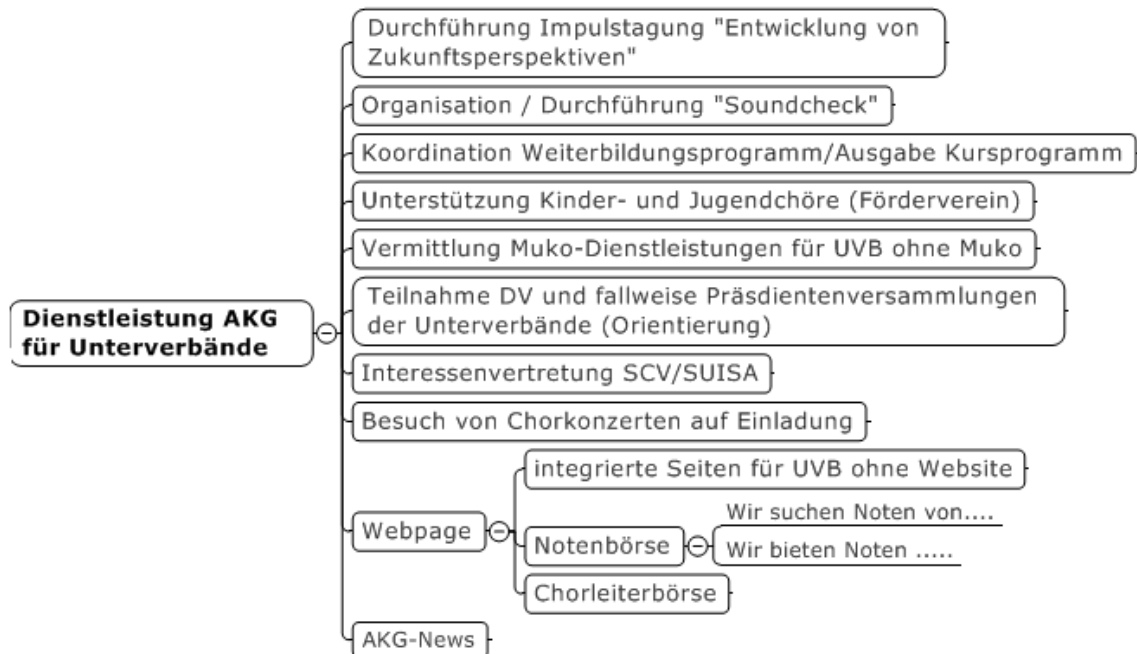 Durchführung Impulstagung "Entwicklung von
Zukunftsperspektiven"
Organisation / Durchführung "Soundcheck"
Koordination Weiterbildungsprogramm/Ausgabe Kursprogramm
Unterstützung Kinder- und Jugendchöre (Förderverein)
Vermittlung Muko-Dienstleistungen für UVB ohne Muko
Dienstleistung AKG
für Unterverbände
Teilnahme DV und fallweise Präsdientenversammlungen
der Unterverbände (Orientierung)
Interessenvertretung SCV/SUISA
Besuch von Chorkonzerten auf Einladung
Webpage
integrierte Seiten für UVB ohne Website
Notenbörse
Wir suchen Noten von....
Wir bieten Noten .....
Chorleiterbörse
AKG-News